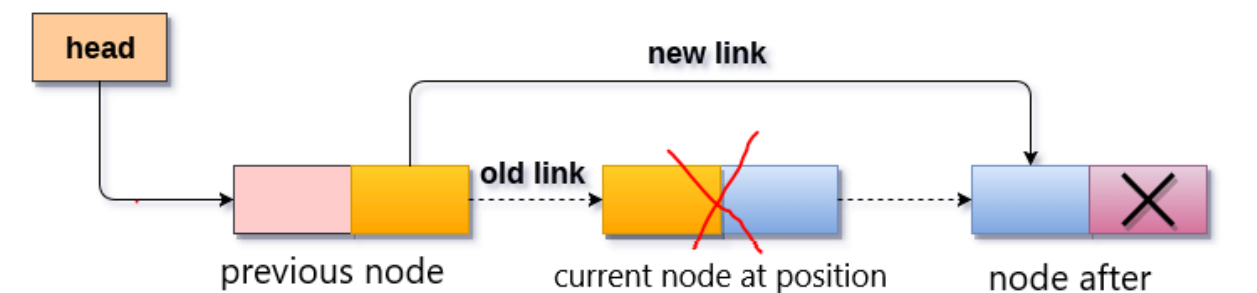 head
new link
old link
previous node
current node at position
node after